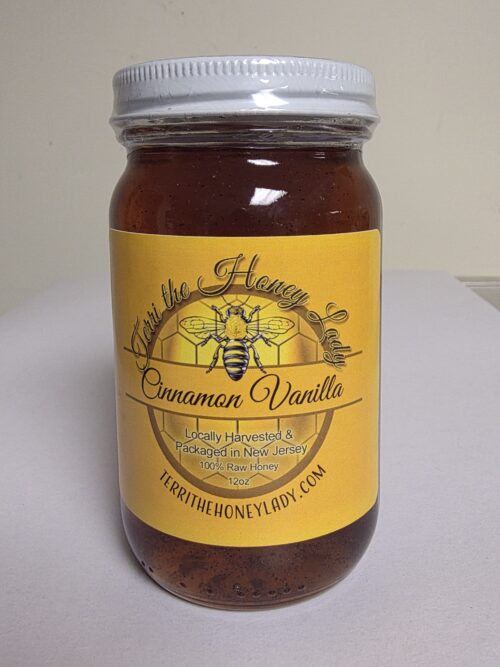 Terri the Honey Lady
Cinnamon Vanilla
Locally Harvested &
Packaged in New Jersey
100% Raw Honey
12oz
TERRITHEHONEYLADY.COM